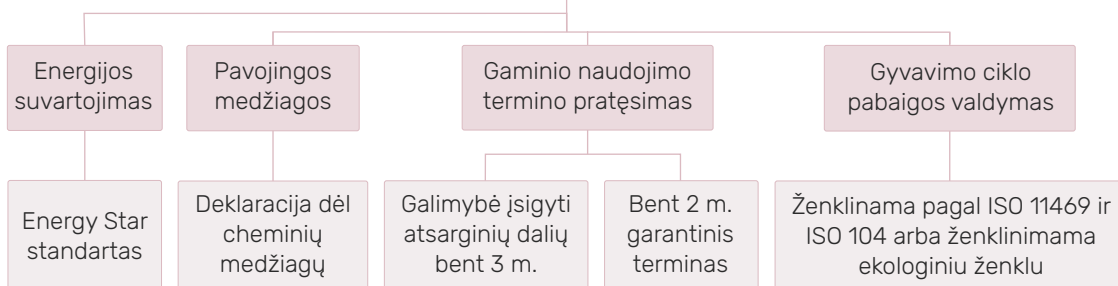 Energijos
suvartojimas
Pavojingos
medžiagos
Gaminio naudojimo
termino pratęsimas
Gyvavimo ciklo
pabaigos valdymas
Energy Star
standartas
Deklaracija dėl
cheminių
medžiagų
Galimybė įsigyti
atsarginių dalių
bent 3 m.
Bent 2 m.
garantinis
terminas
Ženklinama pagal ISO 11469 ir
ISO 104 arba ženklinimama
ekologiniu ženklu